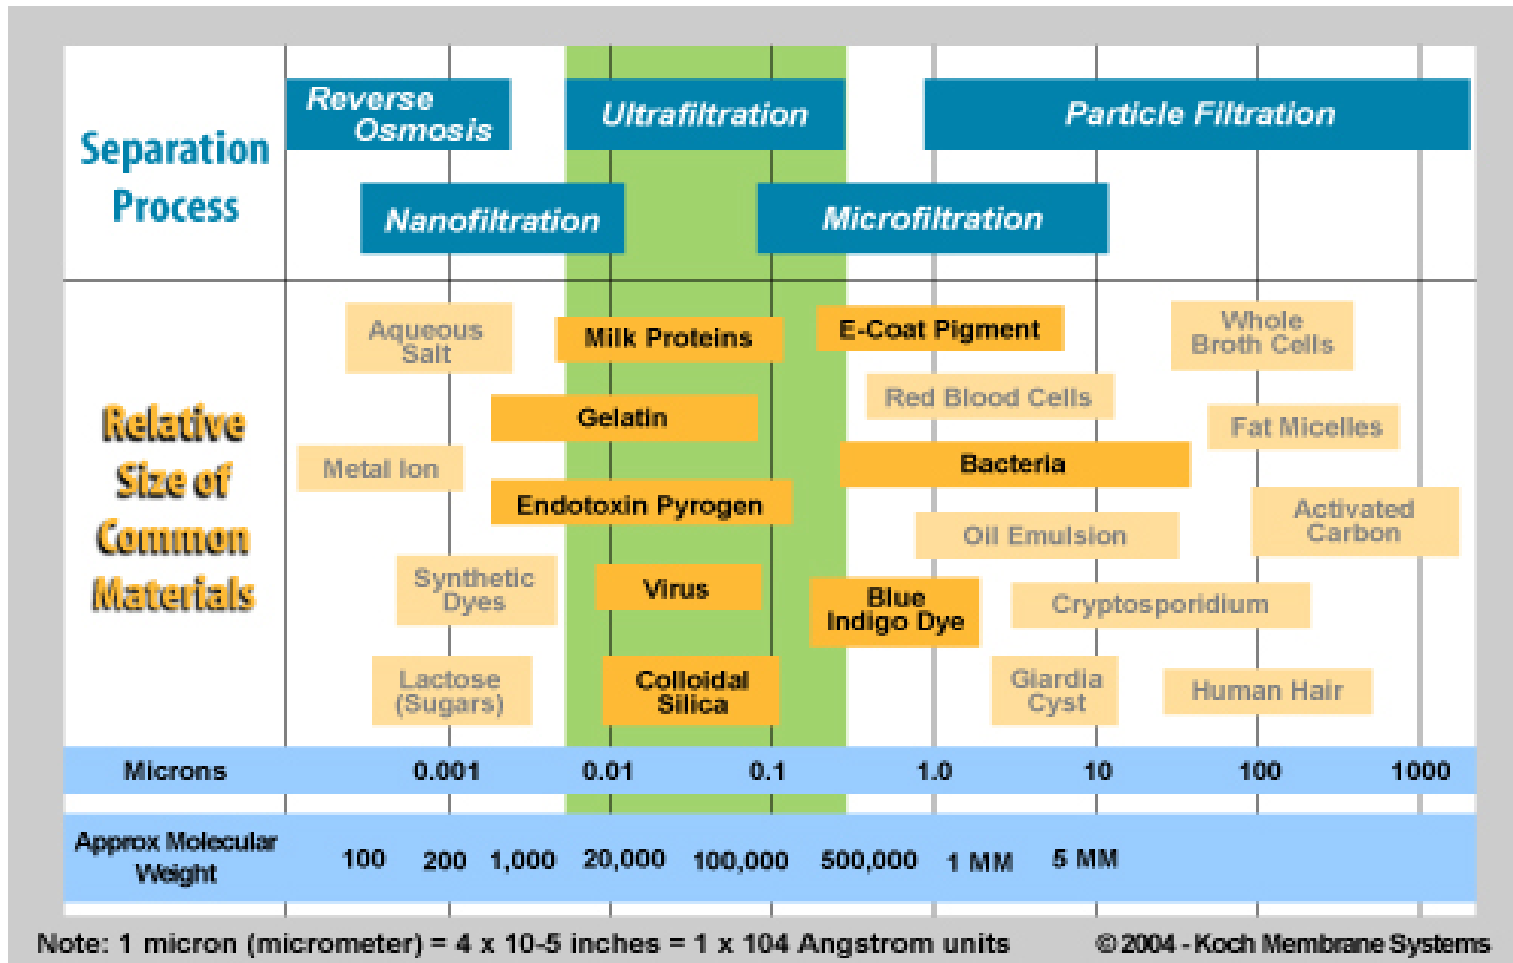 Separation
Process
Reverse
Osmosis
Ultrafiltration
Particle Filtration
Nanofiltration
Microfiltration
Relative
Size of
Common
Materials
Aqueous
Salt
Milk Proteins
E-Coat Pigment
Whole
Broth Cells
Gelatin
Red Blood Cells
Fat Micelles
Metal Ion
Bacteria
Endotoxin Pyrogen
Activated
Carbon
Oil Emulsion
Synthetic
Dyes
Virus
Blue
Indigo Dye
Cryptosporidium
Lactose
(Sugars)
Colloidal
Silica
Giardia
Cyst
Human Hair
Microns 0.001 0.01 0.1 1.0 10 100 1000
Approx Molecular
Weight
100 200 1,000 20,000 100,000 500,000 1 MM 5 MM
Note: 1 micron (micrometer) = 4 x 10-5 inches = 1 x 104 Angstrom units
© 2004 - Koch Membrane Systems